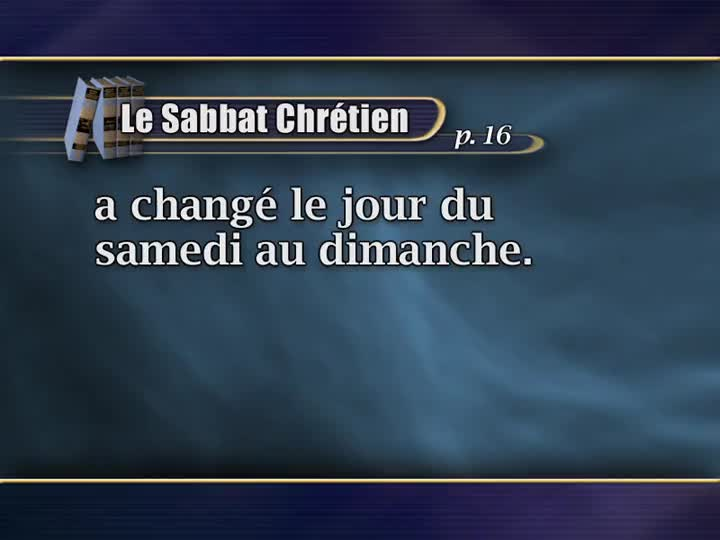 Le Sabbat Chrétien
p. 16
a changé le jour du
samedi au dimanche.